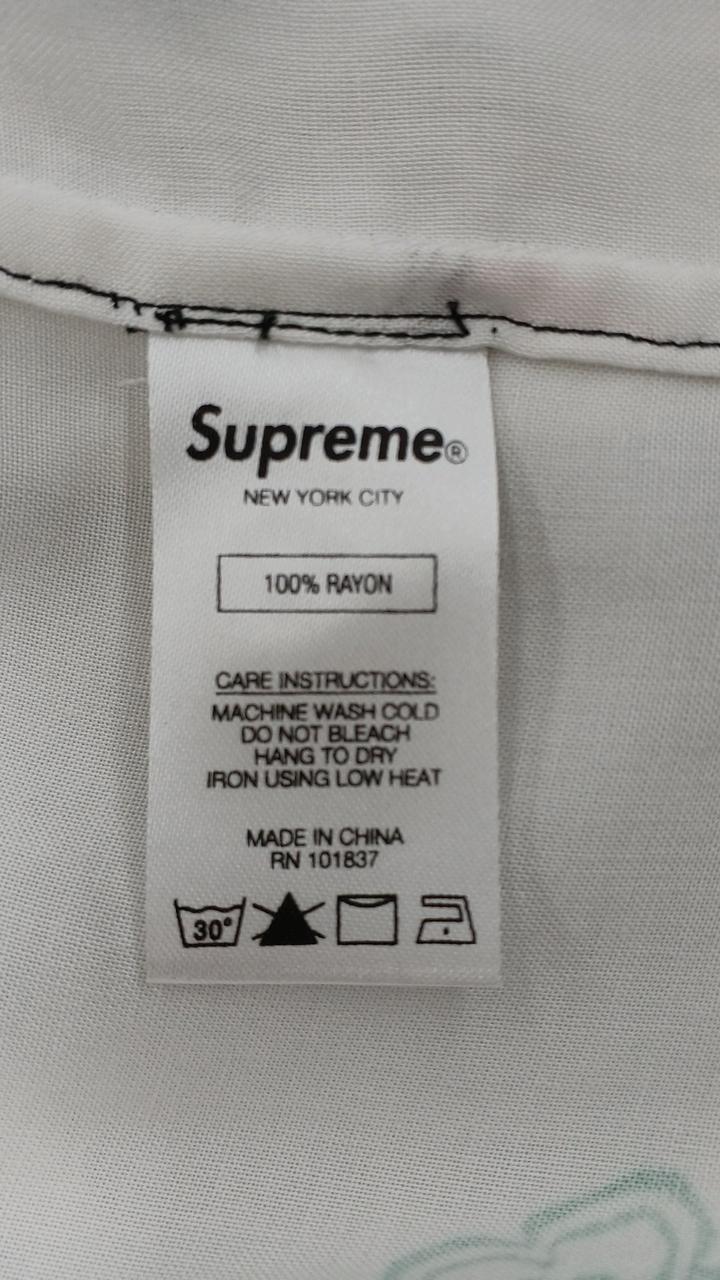 Supreme®
NEW YORK CITY
100% RAYON
CARE INSTRUCTIONS:
MACHINE WASH COLD
DO NOT BLEACH
HANG TO DRY
IRON USING LOW HEAT
MADE IN CHINA
RN 101837
30°